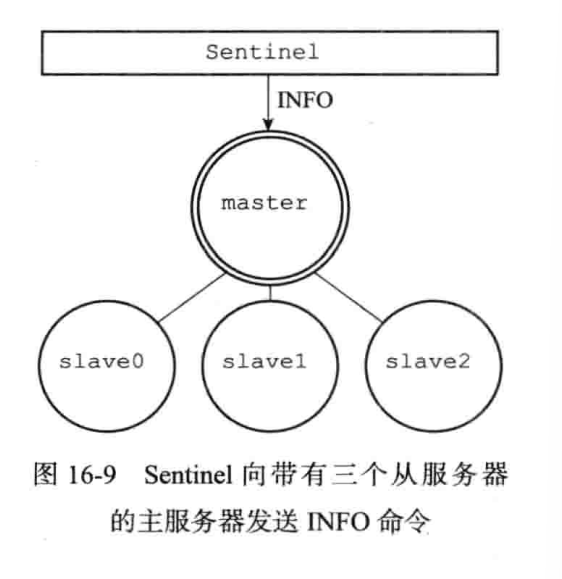 Sentinel
INFO
master
slave0
slave1
slave2
图 16-9 Sentinel 向带有三个从服务器
的主服务器发送 INFO 命令